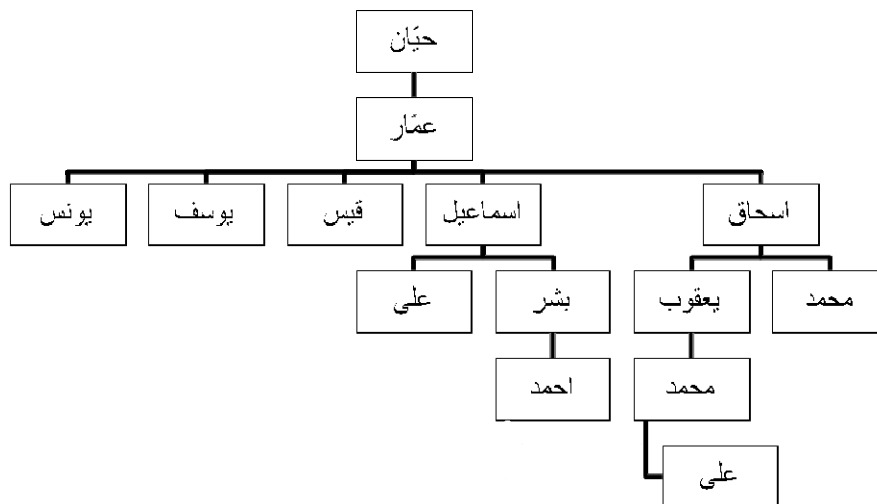 حيّان
عمّار
اسحاق
اسماعيل
قيس
يوسف
يونس
محمد
يعقوب
بشر
على
محمد
احمد
على